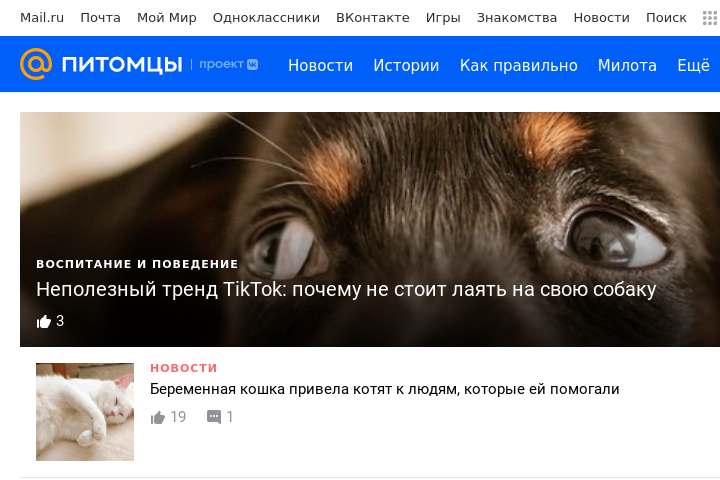 Mail.ru Почта Мой Мир Одноклассники ВКонтакте Игры Знакомства Новости Поиск
@ ПИТОМЦЫ | проект Новости Истории Как правильно Милота Ещё
ВОСПИТАНИЕ И ПОВЕДЕНИЕ
Неполезный тренд TikTok: почему не стоит лаять на свою собаку
3
НОВОСТИ
Беременная кошка привела котят к людям, которые ей помогали
19 1